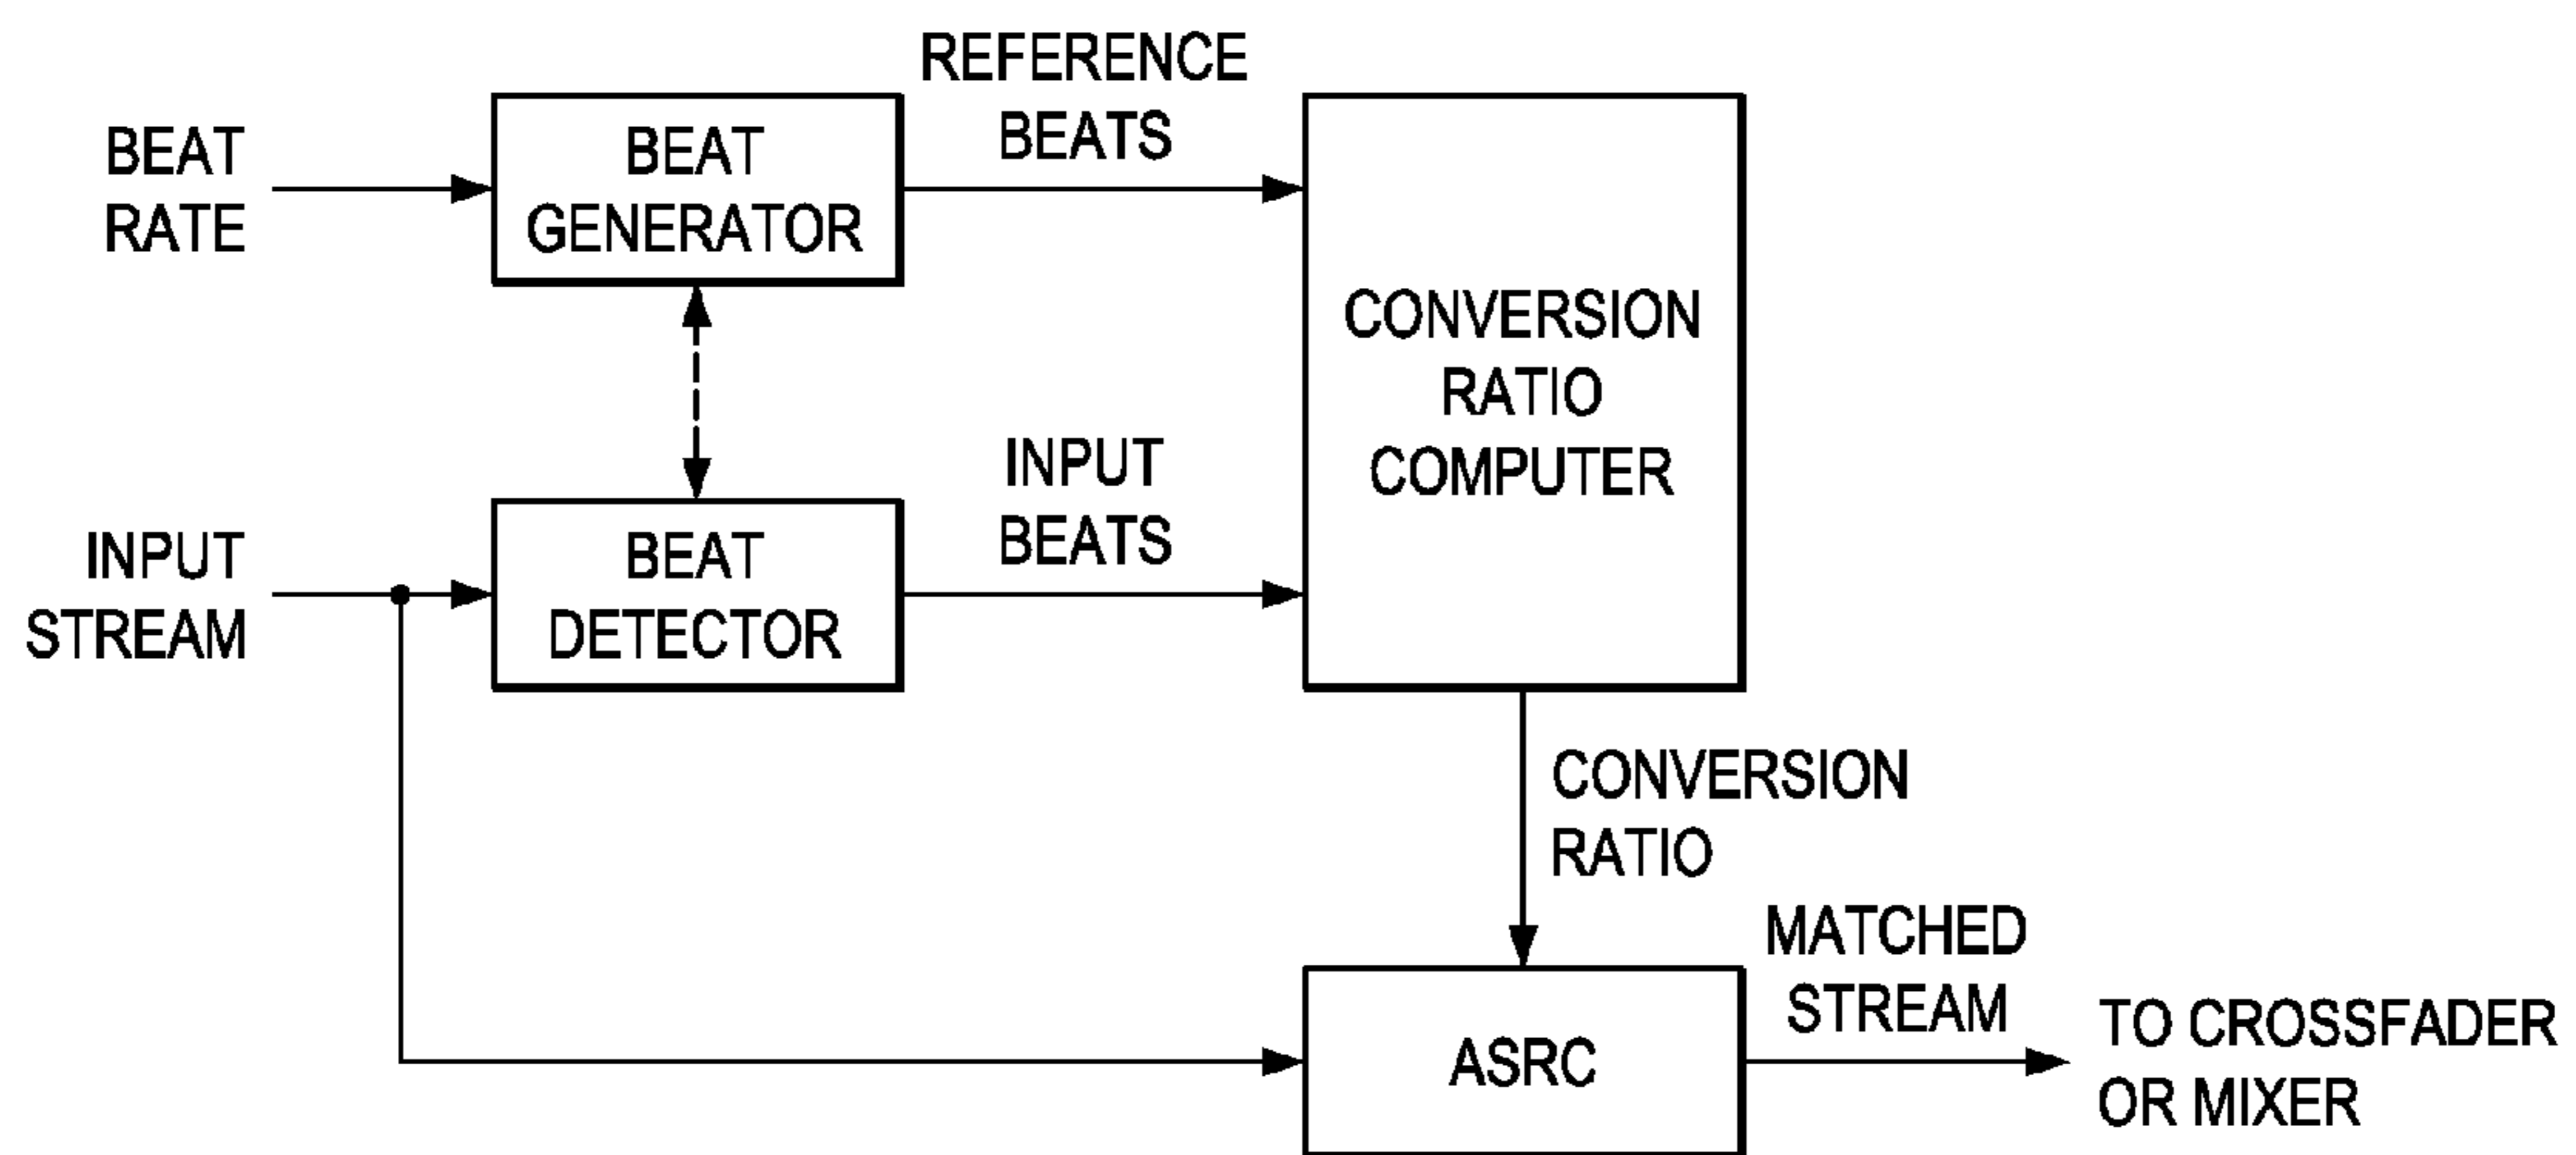 REFERENCE
BEATS
BEAT
RATE
BEAT
GENERATOR
CONVERSION
RATIO
COMPUTER
INPUT
BEATS
INPUT
STREAM
BEAT
DETECTOR
CONVERSION
RATIO
MATCHED
STREAM
ASRC
TO CROSSFADER
OR MIXER